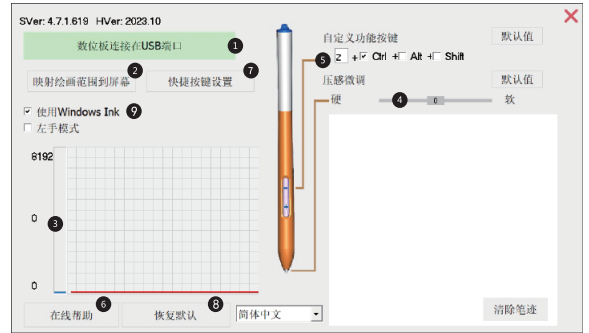 SVer: 4.7.1.619 HVer: 2023.10
数位板连接在USB端口 1
映射绘画范围到屏幕 2
快捷按键设置 7
使用Windows Ink 9
左手模式
8192
0
3
0
在线帮助 6
恢复默认 8
简体中文
自定义功能按键
默认值
5 z + Ctrl + Alt + Shift
压感微调
默认值
硬 4 0 软
清除笔迹